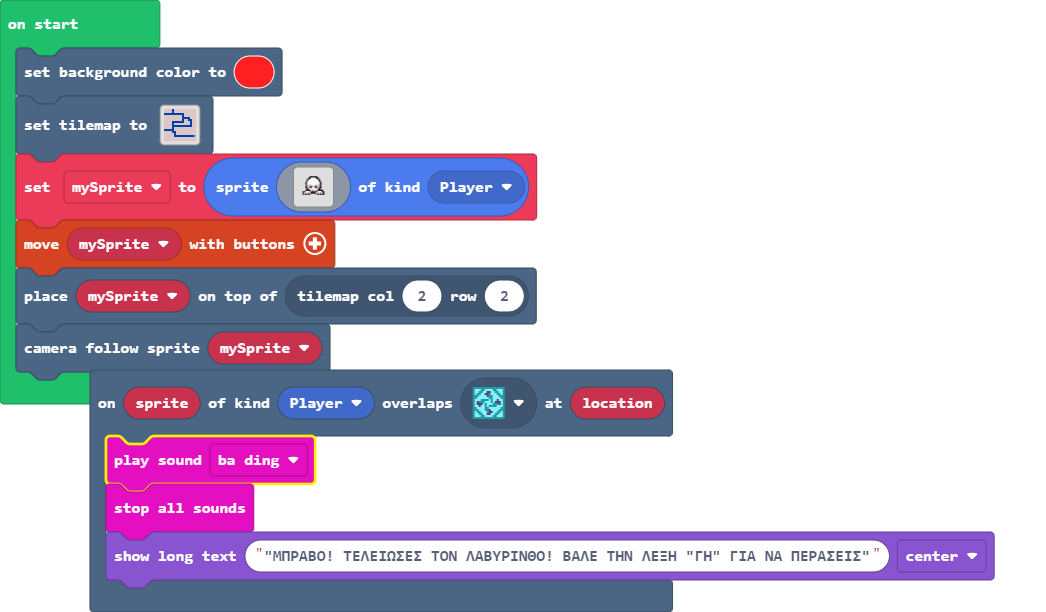 on start
set background color to
set tilemap to
set mySprite to sprite of kind Player
move mySprite with buttons
place mySprite on top of tilemap col 2 row 2
camera follow sprite mySprite
on sprite of kind Player overlaps at location
play sound ba ding
stop all sounds
show long text ""ΜΠΡΑΒΟ! ΤΕΛΕΙΩΣΕΣ ΤΟΝ ΛΑΒΥΡΙΝΘΟ! ΒΑΛΕ ΤΗΝ ΛΕΞΗ "ΓΗ" ΓΙΑ ΝΑ ΠΕΡΑΣΕΙΣ"" center